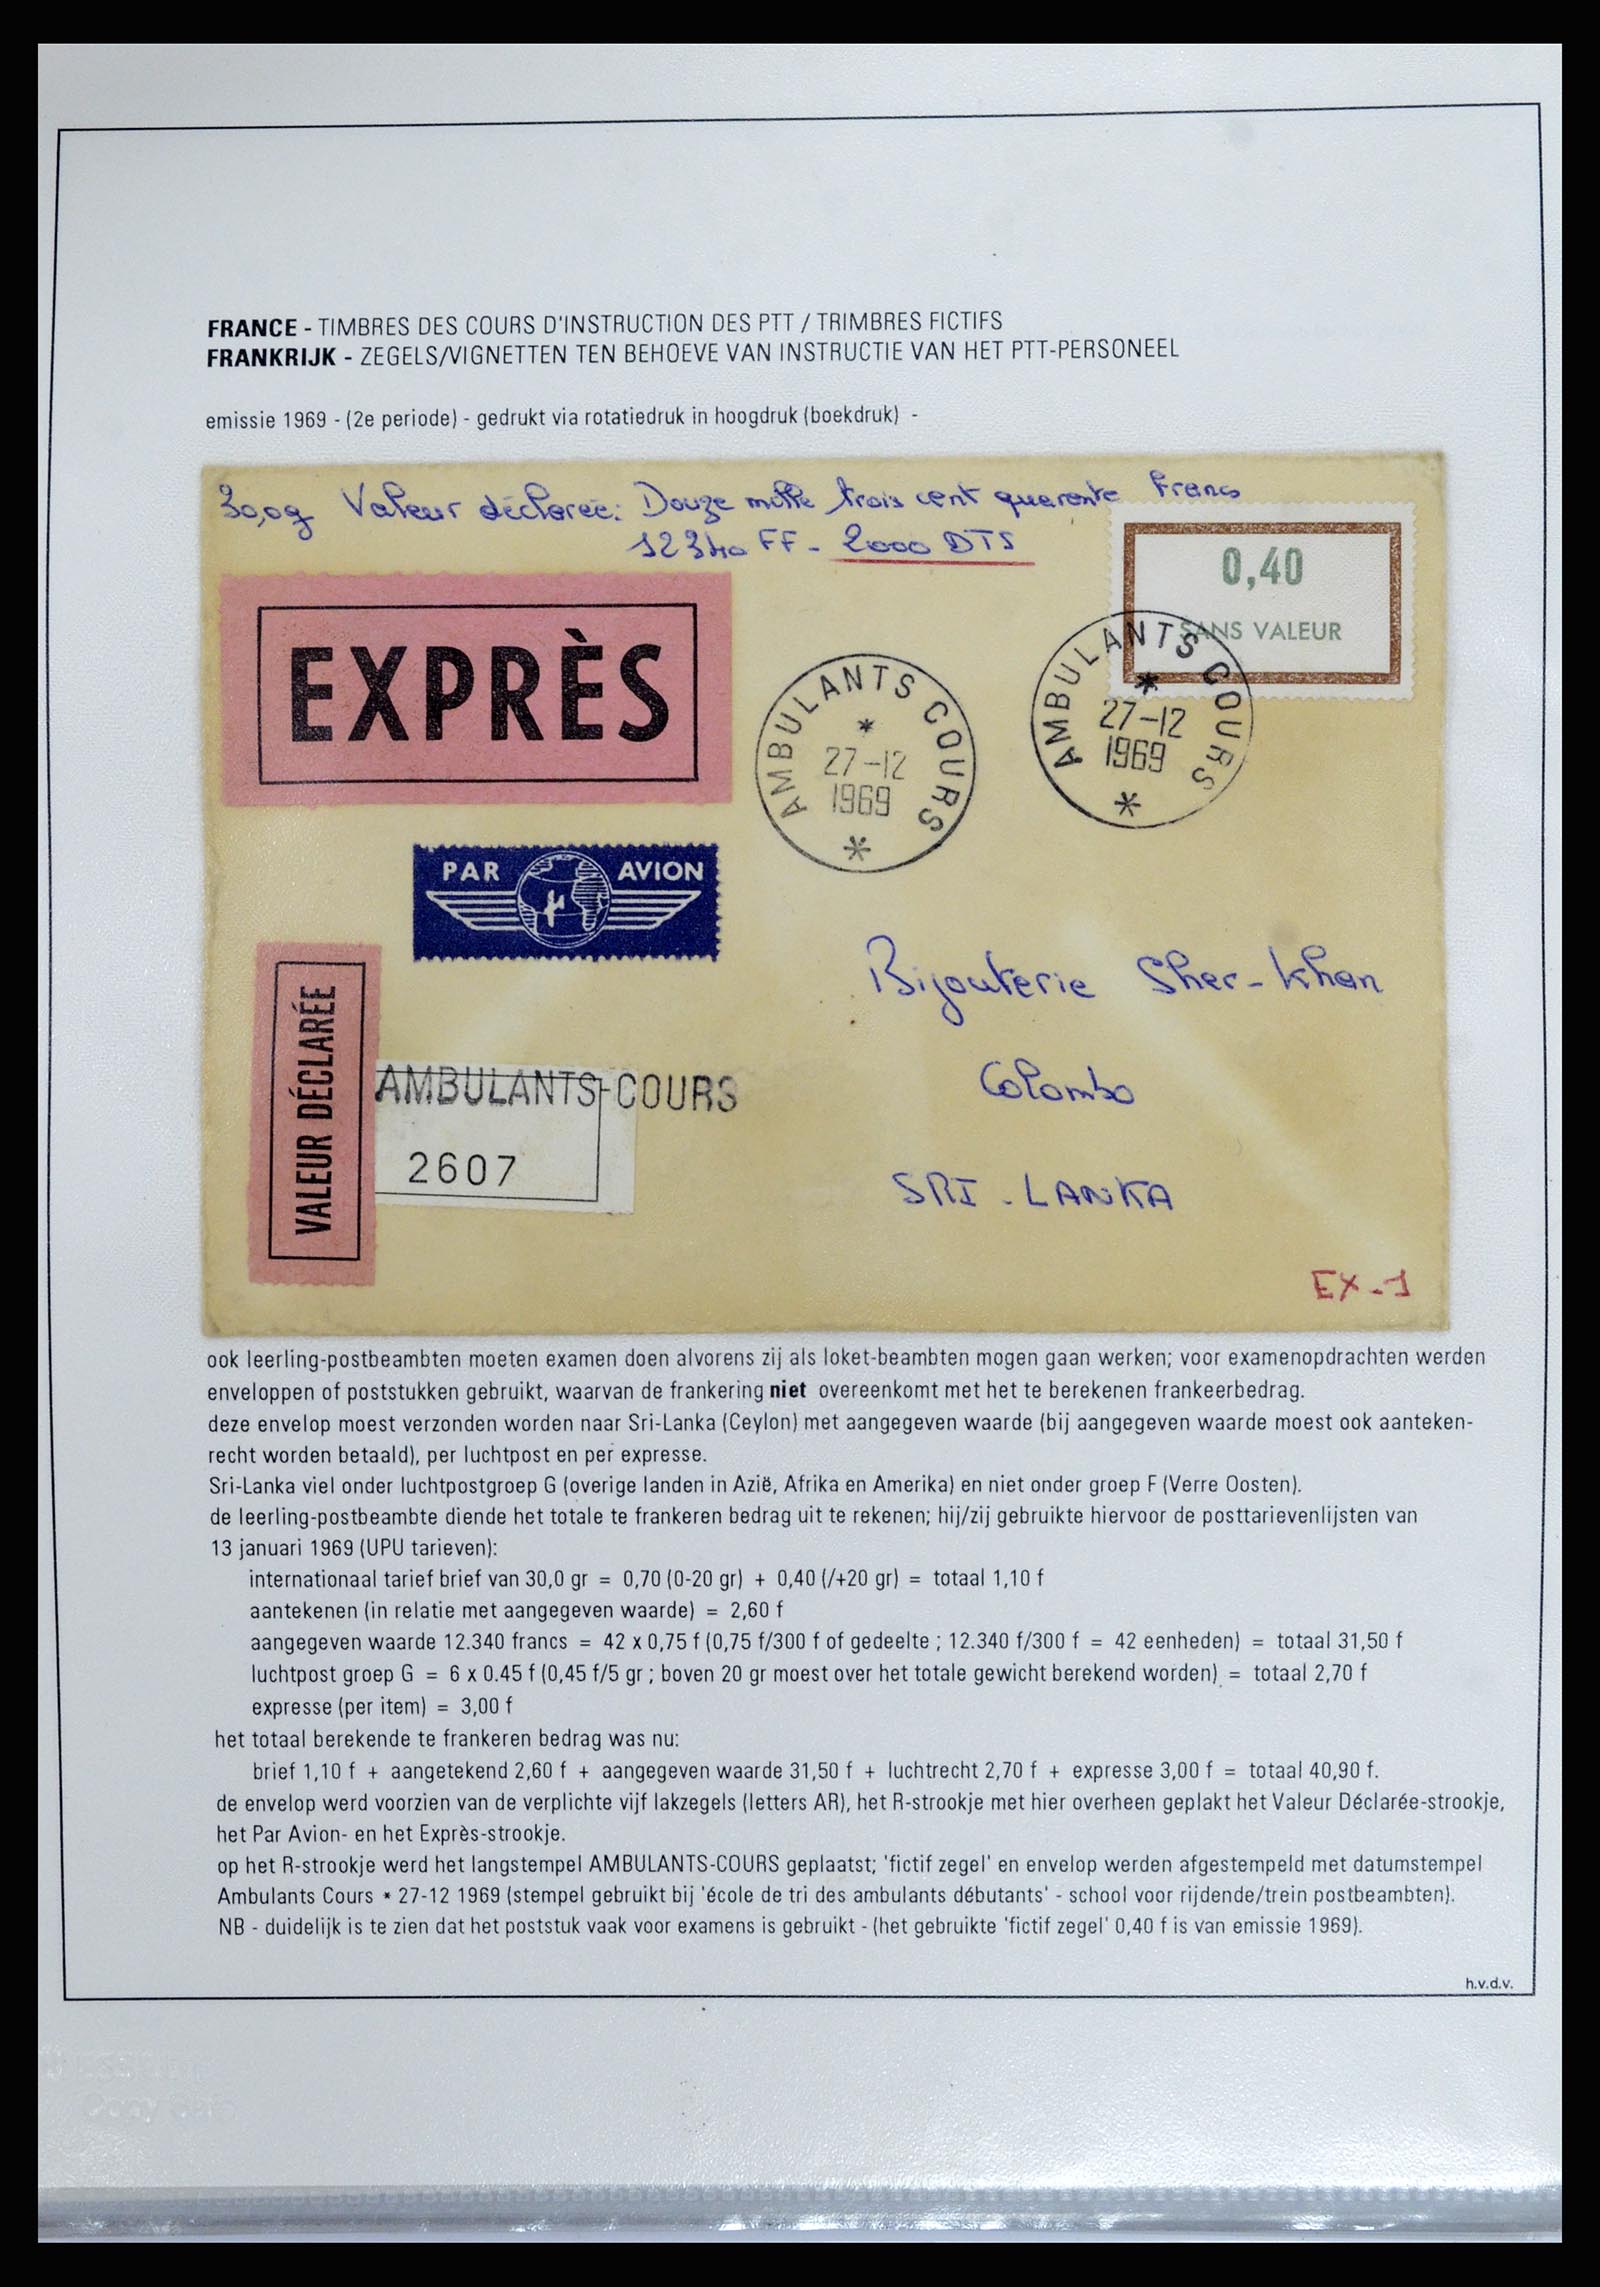 FRANCE - TIMBRES DES COURS D'INSTRUCTION DES PTT / TRIMBRES FICTIFS
FRANKRIJK - ZEGELS/VIGNETTEN TEN BEHOEVE VAN INSTRUCTIE VAN HET PTT-PERSONEEL
emissie 1969 - (2e periode) - gedrukt via rotatiedruk in hoogdruk (boekdruk) -
30,0g Valeur déclarée: Douze mille trois cent quarante Francs
12340 FF - 2000 DTS
0,40
SANS VALEUR
EXPRÈS
AMBULANTS COURS
*
27-12
1969
*
AMBULANTS COURS
*
27-12
1969
*
PAR AVION
VALEUR DÉCLARÉE
AMBULANTS-COURS
2607
Bijouterie Sher-Khan
Colombo
SRI-LANKA
EX-1
ook leerling-postbeambten moeten examen doen alvorens zij als loket-beambten mogen gaan werken; voor examenopdrachten werden
enveloppen of poststukken gebruikt, waarvan de frankering niet overeenkomt met het te berekenen frankeerbedrag.
deze envelop moest verzonden worden naar Sri-Lanka (Ceylon) met aangegeven waarde (bij aangegeven waarde moest ook aanteken-
recht worden betaald), per luchtpost en per expresse.
Sri-Lanka viel onder luchtpostgroep G (overige landen in Azië, Afrika en Amerika) en niet onder groep F (Verre Oosten).
de leerling-postbeambte diende het totale te frankeren bedrag uit te rekenen; hij/zij gebruikte hiervoor de posttarievenlijsten van
13 januari 1969 (UPU tarieven):
internationaal tarief brief van 30,0 gr = 0,70 (0-20 gr) + 0,40 (/+20 gr) = totaal 1,10 f
aantekenen (in relatie met aangegeven waarde) = 2,60 f
aangegeven waarde 12.340 francs = 42 x 0,75 f (0,75 f/300 f of gedeelte ; 12.340 f/300 f = 42 eenheden) = totaal 31,50 f
luchtpost groep G = 6 x 0.45 f (0,45 f/5 gr ; boven 20 gr moest over het totale gewicht berekend worden) = totaal 2,70 f
expresse (per item) = 3,00 f
het totaal berekende te frankeren bedrag was nu:
brief 1,10 f + aangetekend 2,60 f + aangegeven waarde 31,50 f + luchtrecht 2,70 f + expresse 3,00 f = totaal 40,90 f.
de envelop werd voorzien van de verplichte vijf lakzegels (letters AR), het R-strookje met hier overheen geplakt het Valeur Déclarée-strookje,
het Par Avion- en het Exprès-strookje.
op het R-strookje werd het langstempel AMBULANTS-COURS geplaatst; 'fictif zegel' en envelop werden afgestempeld met datumstempel
Ambulants Cours * 27-12 1969 (stempel gebruikt bij 'école de tri des ambulants débutants' - school voor rijdende/trein postbeambten).
NB - duidelijk is te zien dat het poststuk vaak voor examens is gebruikt - (het gebruikte 'fictif zegel' 0,40 f is van emissie 1969).
h.v.d.v.